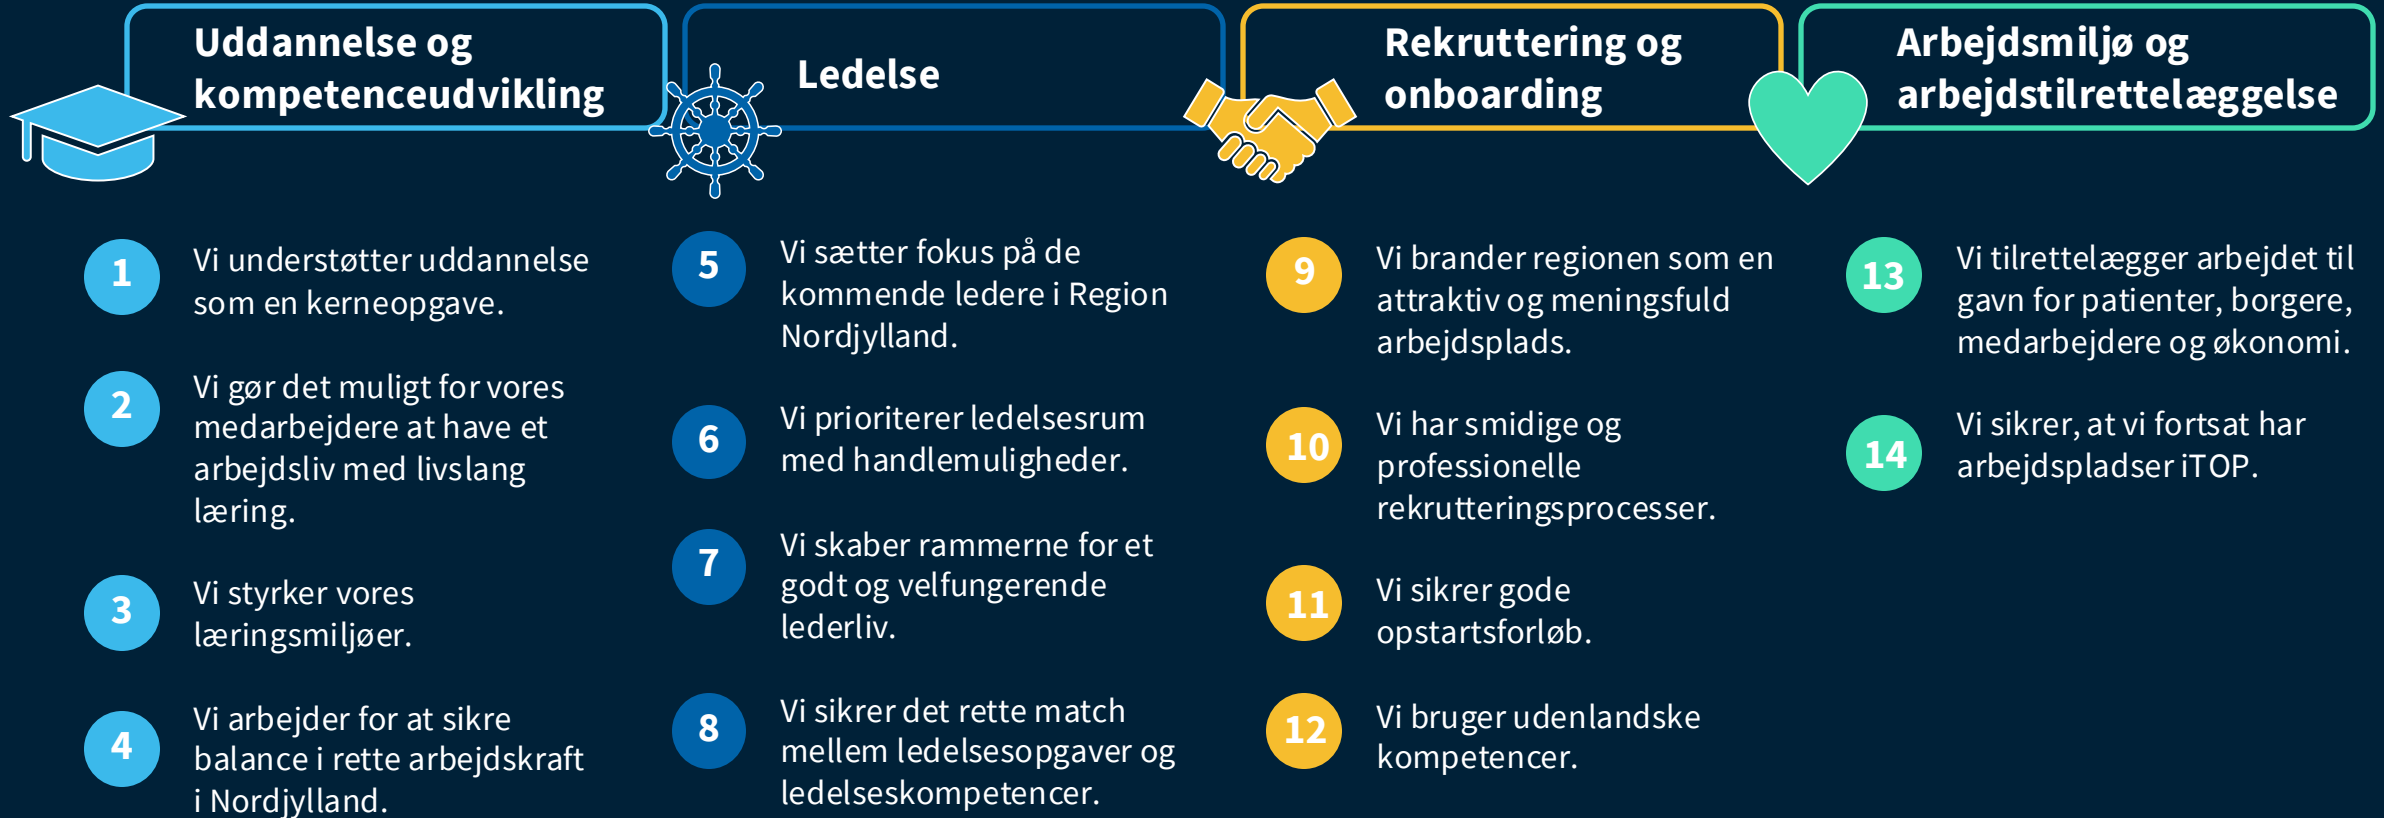 Uddannelse og
kompetenceudvikling
1
Vi understøtter uddannelse
som en kerneopgave.
2
Vi gør det muligt for vores
medarbejdere at have et
arbejdsliv med livslang
læring.
3
Vi styrker vores
læringsmiljøer.
4
Vi arbejder for at sikre
balance i rette arbejdskraft
i Nordjylland.
Ledelse
5
Vi sætter fokus på de
kommende ledere i Region
Nordjylland.
6
Vi prioriterer ledelsesrum
med handlemuligheder.
7
Vi skaber rammerne for et
godt og velfungerende
lederliv.
8
Vi sikrer det rette match
mellem ledelsesopgaver og
ledelseskompetencer.
Rekruttering og
onboarding
9
Vi brander regionen som en
attraktiv og meningsfuld
arbejdsplads.
10
Vi har smidige og
professionelle
rekrutteringsprocesser.
11
Vi sikrer gode
opstartsforløb.
12
Vi bruger udenlandske
kompetencer.
Arbejdsmiljø og
arbejdstilrettelæggelse
13
Vi tilrettelægger arbejdet til
gavn for patienter, borgere,
medarbejdere og økonomi.
14
Vi sikrer, at vi fortsat har
arbejdspladser iTOP.